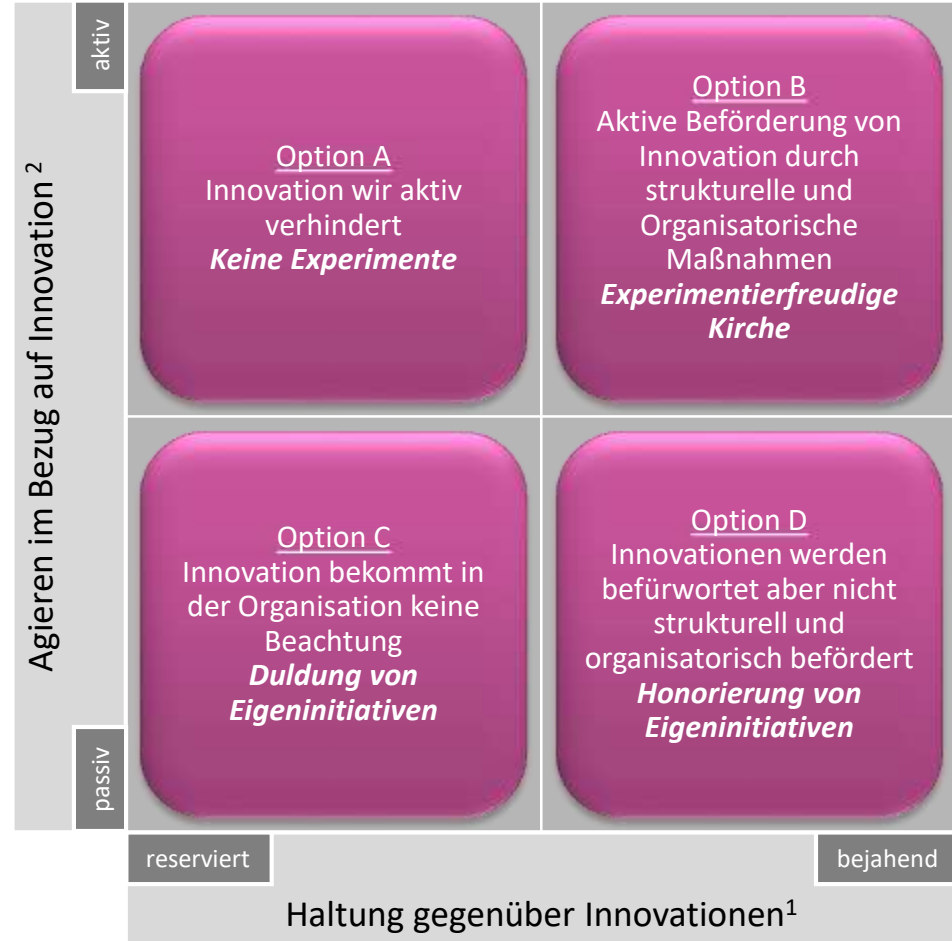 aktiv
Agieren im Bezug auf Innovation²
passiv
Option A
Innovation wir aktiv
verhindert
Keine Experimente
Option B
Aktive Beförderung von
Innovation durch
strukturelle und
Organisatorische
Maßnahmen
Experimentierfreudige
Kirche
Option C
Innovation bekommt in
der Organisation keine
Beachtung
Duldung von
Eigeninitiativen
Option D
Innovationen werden
befürwortet aber nicht
strukturell und
organisatorisch befördert
Honorierung von
Eigeninitiativen
reserviert
bejahend
Haltung gegenüber Innovationen¹